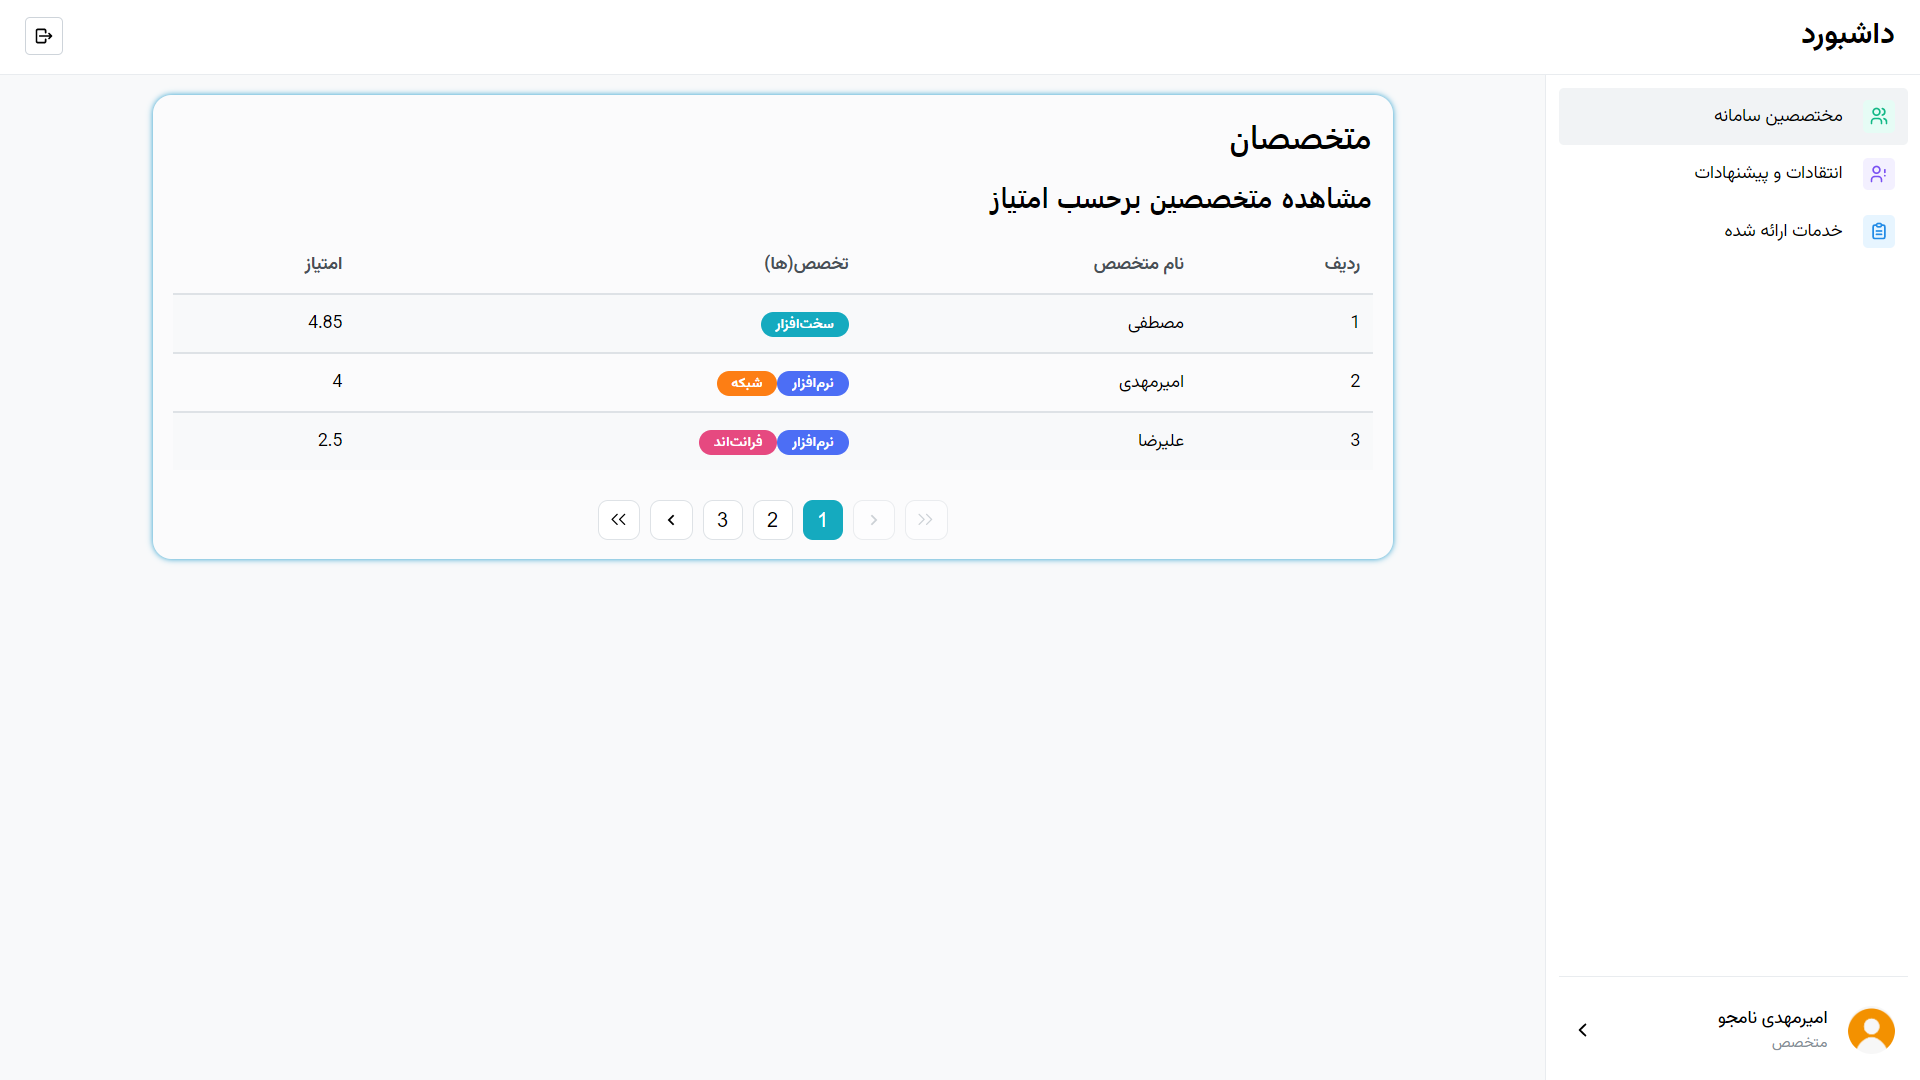 داشبورد
مختصصین سامانه
انتقادات و پیشنهادات
خدمات ارائه شده
متخصصان
مشاهده متخصصین برحسب امتیاز
ردیف نام متخصص تخصص(ها) امتیاز
1 مصطفی سخت‌افزار 4.85
2 امیرمهدی نرم‌افزار شبکه 4
3 علیرضا نرم‌افزار فرانت‌اند 2.5
1 2 3
امیرمهدی نامجو
متخصص